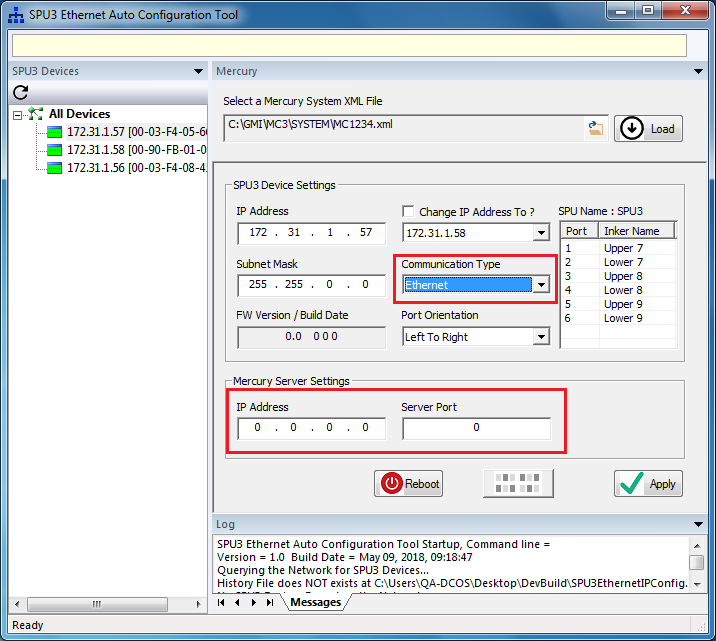 SPU3 Ethernet Auto Configuration Tool
SPU3 Devices
All Devices
172.31.1.57 [00-03-F4-05-6
172.31.1.58 [00-90-FB-01-0
172.31.1.56 [00-03-F4-08-4
Mercury
Select a Mercury System XML File
C:\GMI\MC3\SYSTEM\MC1234.xml
Load
SPU3 Device Settings
IP Address
172 . 31 . 1 . 57
Change IP Address To ?
172.31.1.58
Subnet Mask
255 . 255 . 0 . 0
Communication Type
Ethernet
FW Version / Build Date
0.0 0 0 0
Port Orientation
Left To Right
SPU Name : SPU3
Port Inker Name
1 Upper 7
2 Lower 7
3 Upper 8
4 Lower 8
5 Upper 9
6 Lower 9
Mercury Server Settings
IP Address
0 . 0 . 0 . 0
Server Port
0
Reboot
Apply
Log
SPU3 Ethernet Auto Configuration Tool Startup, Command line =
Version = 1.0 Build Date = May 09, 2018, 09:18:47
Querying the Network for SPU3 Devices...
History File does NOT exists at C:\Users\QA-DCOS\Desktop\DevBuild\SPU3EthernetIPConfig.
Messages
Ready